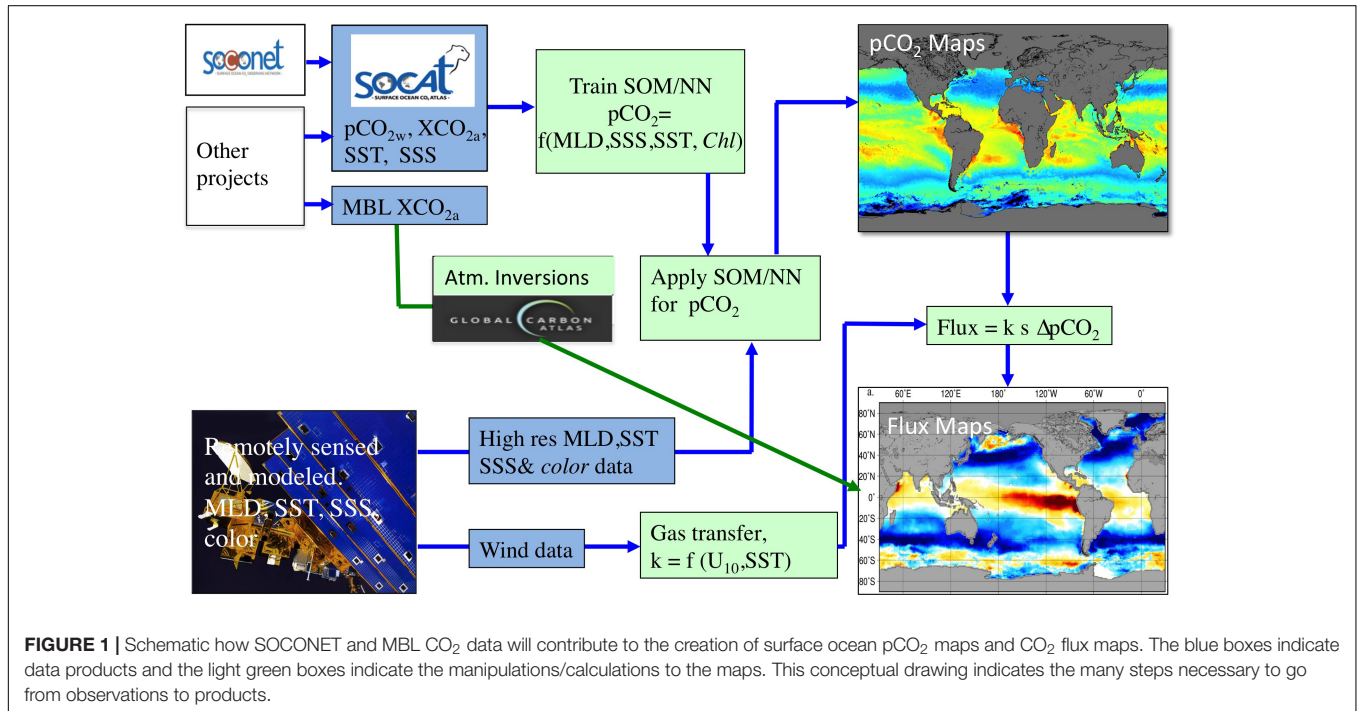 soconet
- SURFACE OCEAN CO₂ OBSERVING NETWORK -
Other
projects
SOCAT
- SURFACE OCEAN CO₂ ATLAS -
pCO₂w, XCO₂a,
SST, SSS
MBL XCO₂a
Train SOM/NN
pCO₂=
f(MLD,SSS,SST, Chl)
Atm. Inversions
GLOBAL CARBON
ATLAS
Apply SOM/NN
for pCO₂
pCO₂ Maps
Flux = k s ΔpCO₂
Remotely sensed
and modeled.
MLD, SST, SSS,
color
High res MLD,SST
SSS& color data
Wind data
Gas transfer,
k = f (U₁₀,SST)
a. 60˚E 120˚E 180˚ 120˚W 60˚W 0˚
Flux Maps
80˚N
60˚N
40˚N
20˚N
0˚
20˚S
40˚S
60˚S
80˚S
FIGURE 1 | Schematic how SOCONET and MBL CO₂ data will contribute to the creation of surface ocean pCO₂ maps and CO₂ flux maps. The blue boxes indicate
data products and the light green boxes indicate the manipulations/calculations to the maps. This conceptual drawing indicates the many steps necessary to go
from observations to products.